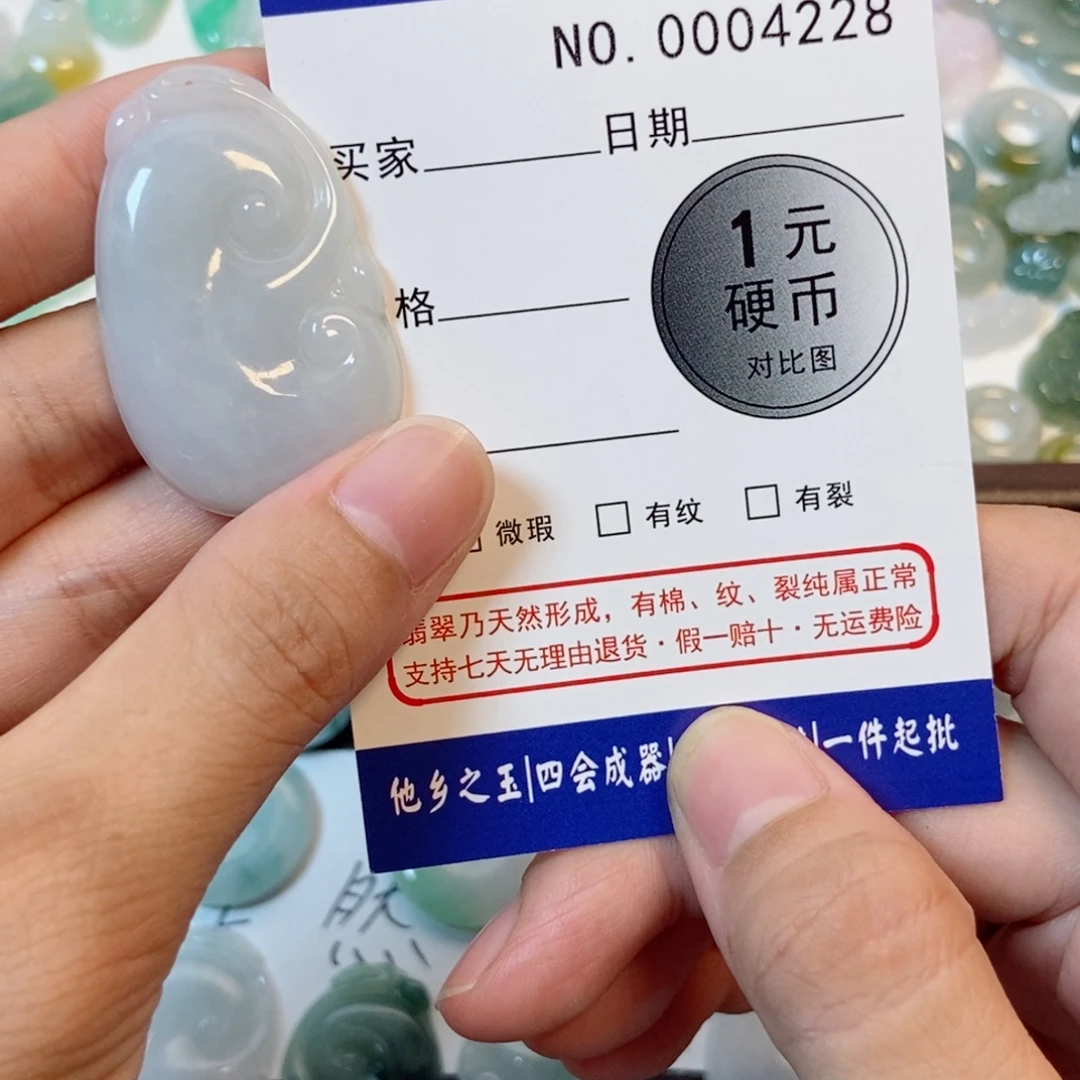 NO. 0004228
买家 日期
1元
硬币
对比图
格
微瑕 有纹 有裂
翡翠乃天然形成，有棉、纹、裂纯属正常
支持七天无理由退货·假一赔十·无运费险
他乡之玉|四会成器| |一件起批